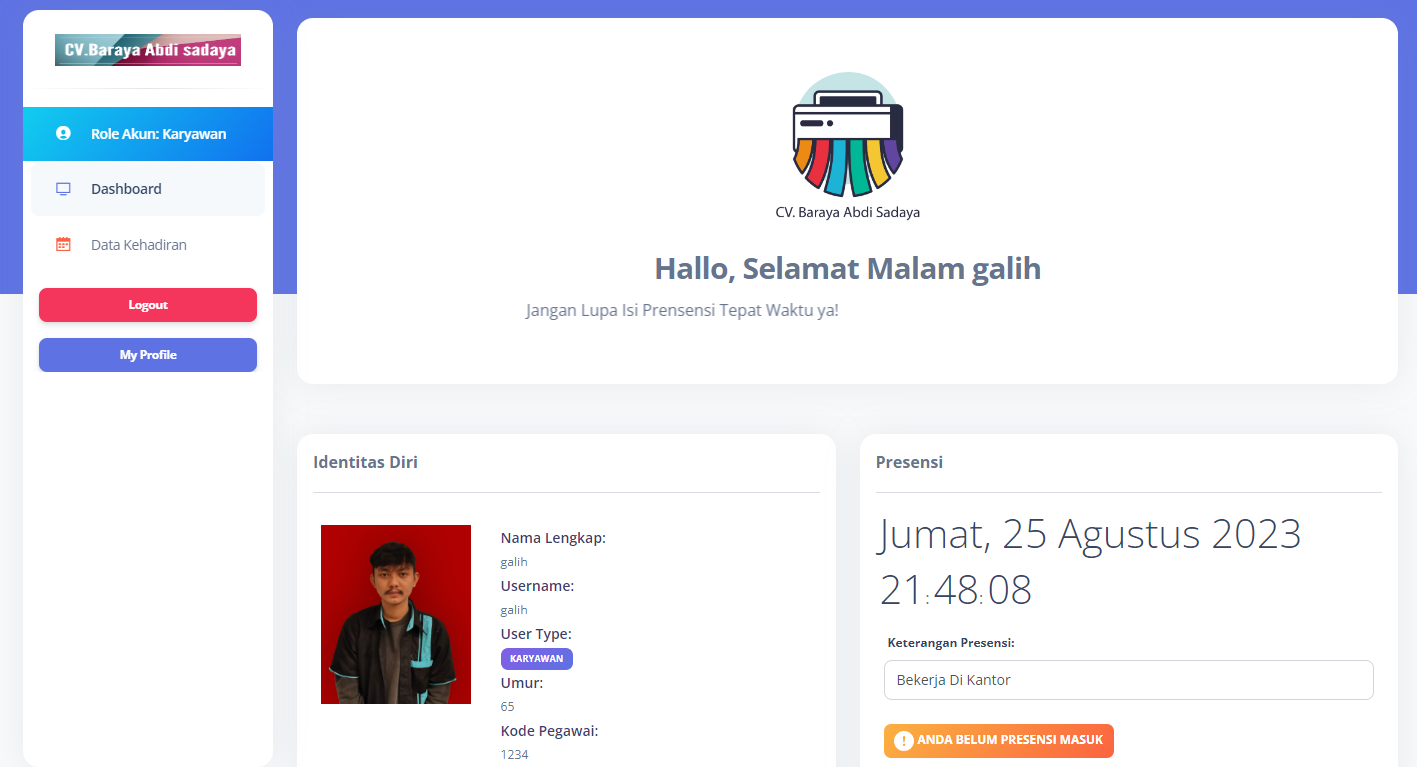 CV.Baraya Abdi sadaya
Role Akun: Karyawan
Dashboard
Data Kehadiran
Logout
My Profile
CV. Baraya Abdi Sadaya
Hallo, Selamat Malam galih
Jangan Lupa Isi Prensensi Tepat Waktu ya!
Identitas Diri
Nama Lengkap:
galih
Username:
galih
User Type:
KARYAWAN
Umur:
65
Kode Pegawai:
1234
Presensi
Jumat, 25 Agustus 2023
21:48:08
Keterangan Presensi:
Bekerja Di Kantor
! ANDA BELUM PRESENSI MASUK